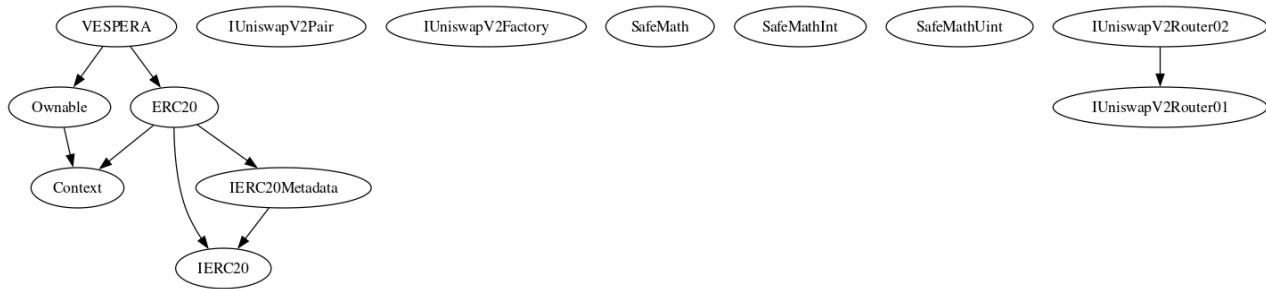 VESPERA IUniswapV2Pair IUniswapV2Factory SafeMath SafeMathInt SafeMathUint IUniswapV2Router02
Ownable ERC20 IUniswapV2Router01
Context IERC20Metadata
IERC20